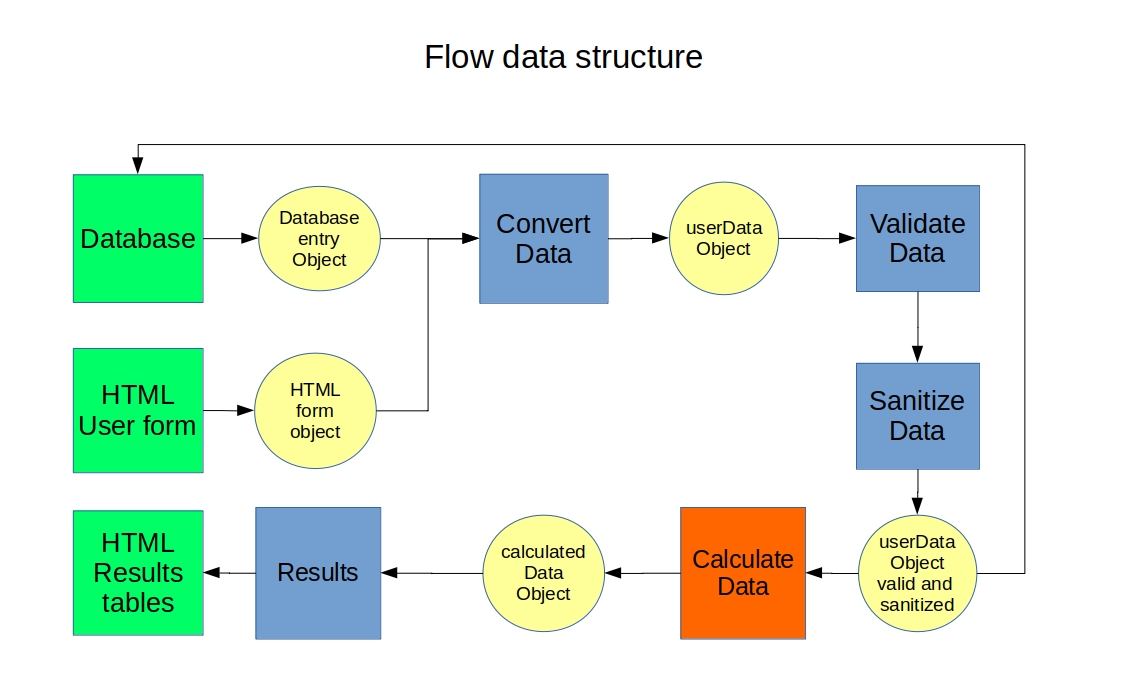 Flow data structure
Database
Database
entry
Object
Convert
Data
userData
Object
Validate
Data
HTML
User form
HTML
form
object
Sanitize
Data
HTML
Results
tables
Results
calculated
Data
Object
Calculate
Data
userData
Object
valid and
sanitized